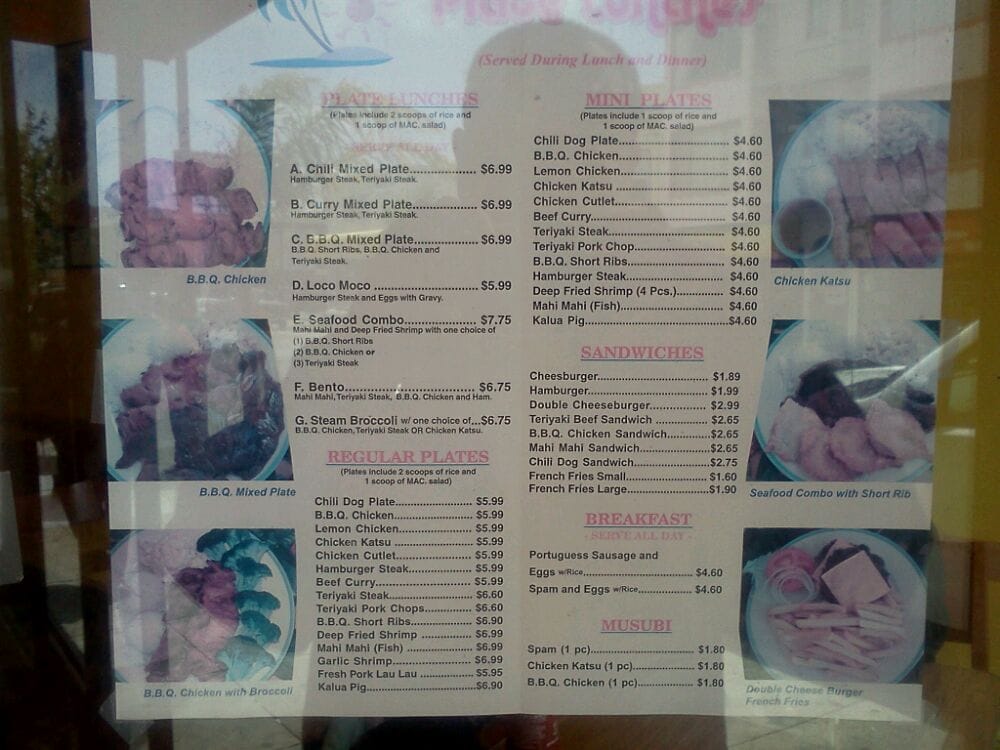 Plate Lunches
(Served During Lunch and Dinner)
PLATE LUNCHES
(Plates include 2 scoops of rice and
1 scoop of MAC. salad)
- SERVE ALL DAY -
A. Chili Mixed Plate.................. $6.99
Hamburger Steak, Teriyaki Steak.
B. Curry Mixed Plate................ $6.99
Hamburger Steak, Teriyaki Steak.
C. B.B.Q. Mixed Plate................ $6.99
B.B.Q. Short Ribs, B.B.Q. Chicken and
Teriyaki Steak.
D. Loco Moco ........................... $5.99
Hamburger Steak and Eggs with Gravy.
E. Seafood Combo................... $7.75
Mahi Mahi and Deep Fried Shrimp with one choice of
(1) B.B.Q. Short Ribs
(2) B.B.Q. Chicken or
(3) Teriyaki Steak
F. Bento.................................. $6.75
Mahi Mahi, Teriyaki Steak, B.B.Q. Chicken and Ham.
G. Steam Broccoli w/ one choice of...$6.75
B.B.Q. Chicken, Teriyaki Steak OR Chicken Katsu.
REGULAR PLATES
(Plates include 2 scoops of rice and
1 scoop of MAC. salad)
Chili Dog Plate.................... $5.99
B.B.Q. Chicken.................... $5.99
Lemon Chicken................... $5.99
Chicken Katsu ..................... $5.99
Chicken Cutlet.................... $5.99
Hamburger Steak................ $5.99
Beef Curry........................ $5.99
Teriyaki Steak..................... $6.60
Teriyaki Pork Chops............ $6.60
B.B.Q. Short Ribs................ $6.90
Deep Fried Shrimp .............. $6.99
Mahi Mahi (Fish) ................. $6.99
Garlic Shrimp..................... $6.99
Fresh Pork Lau Lau ............. $5.95
Kalua Pig...........................$6.90
MINI PLATES
(Plates include 1 scoop of rice and
1 scoop of MAC. salad)
Chili Dog Plate............................ $4.60
B.B.Q. Chicken............................ $4.60
Lemon Chicken........................... $4.60
Chicken Katsu ............................ $4.60
Chicken Cutlet............................ $4.60
Beef Curry.................................. $4.60
Teriyaki Steak............................. $4.60
Teriyaki Pork Chop...................... $4.60
B.B.Q. Short Ribs........................ $4.60
Hamburger Steak........................ $4.60
Deep Fried Shrimp (4 Pcs.)........... $4.60
Mahi Mahi (Fish).......................... $4.60
Kalua Pig....................................$4.60
SANDWICHES
Cheesburger............................ $1.89
Hamburger.............................. $1.99
Double Cheeseburger............... $2.99
Teriyaki Beef Sandwich ............ $2.65
B.B.Q. Chicken Sandwich...........$2.65
Mahi Mahi Sandwich.................$2.65
Chili Dog Sandwich...................$2.75
French Fries Small....................$1.60
French Fries Large....................$1.90
BREAKFAST
- SERVE ALL DAY -
Portuguess Sausage and
Eggs w/Rice............................ $4.60
Spam and Eggs w/Rice.............. $4.60
MUSUBI
Spam (1 pc)............................ $1.80
Chicken Katsu (1 pc)................. $1.80
B.B.Q. Chicken (1 pc)................ $1.80
B.B.Q. Chicken
B.B.Q. Mixed Plate
B.B.Q. Chicken with Broccoli
Chicken Katsu
Seafood Combo with Short Rib
Double Cheese Burger
French Fries